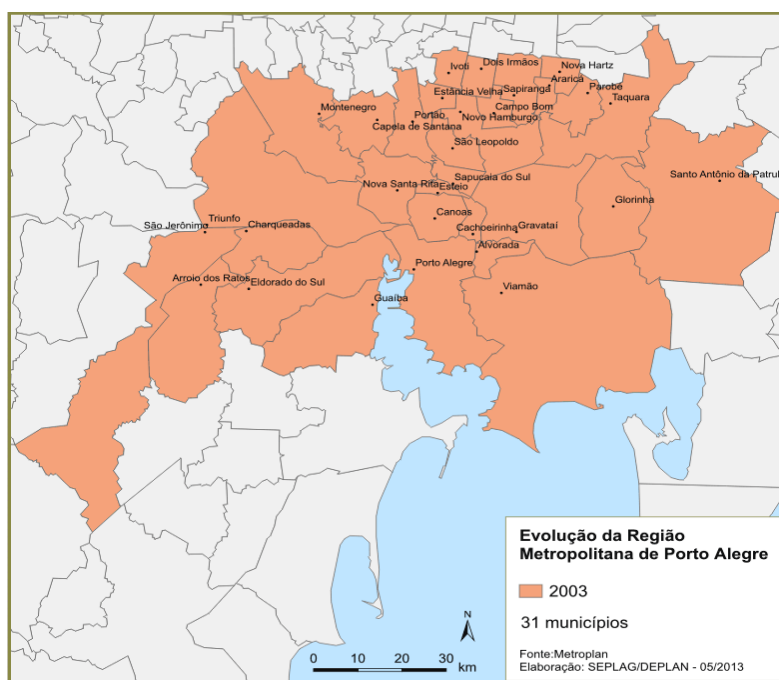 Ivoti
Dois Irmãos
Nova Hartz
Araricá
Estância Velha
Sapiranga
Parobé
Taquara
Montenegro
Capela de Santana
Portão
Campo Bom
Novo Hamburgo
São Leopoldo
Santo Antônio da Patrul
Sapucaia do Sul
Nova Santa Rita
Esteio
Glorinha
Canoas
Triunfo
São Jerônimo
Charqueadas
Cachoeirinha
Gravataí
Alvorada
Porto Alegre
Arroio dos Ratos
Eldorado do Sul
Viamão
Guaíba
Evolução da Região
Metropolitana de Porto Alegre
2003
31 municípios
N
Fonte:Metroplan
Elaboração: SEPLAG/DEPLAN - 05/2013
0 10 20 30
km